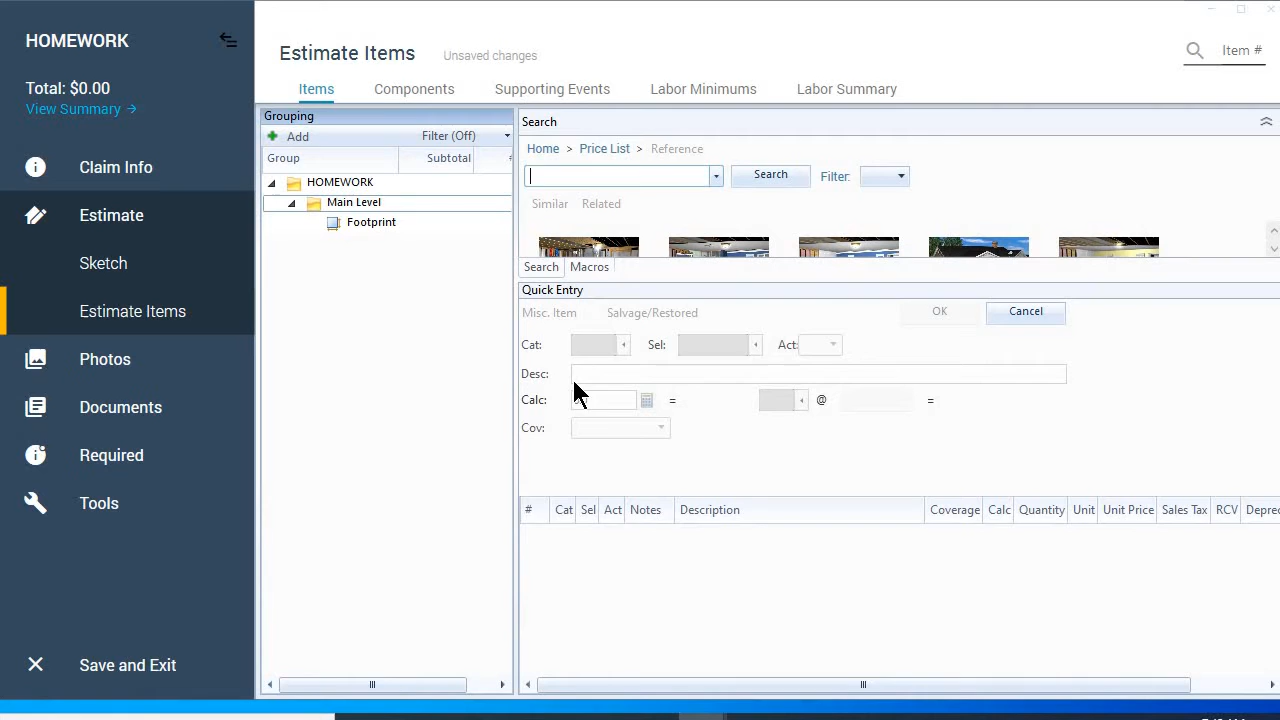 HOMEWORK
Total: $0.00
View Summary →
Claim Info
Estimate
Sketch
Estimate Items
Photos
Documents
Required
Tools
Save and Exit
Estimate Items
Unsaved changes
Item #
Items
Components
Supporting Events
Labor Minimums
Labor Summary
Grouping
Add
Filter (Off)
Group
Subtotal
HOMEWORK
Main Level
Footprint
Search
Home > Price List > Reference
Search
Filter:
Similar
Related
Search
Macros
Quick Entry
Misc. Item
Salvage/Restored
OK
Cancel
Cat:
Sel:
Act:
Desc:
Calc:
=
@
=
Cov:
# Cat Sel Act Notes Description Coverage Calc Quantity Unit Unit Price Sales Tax RCV Deprec